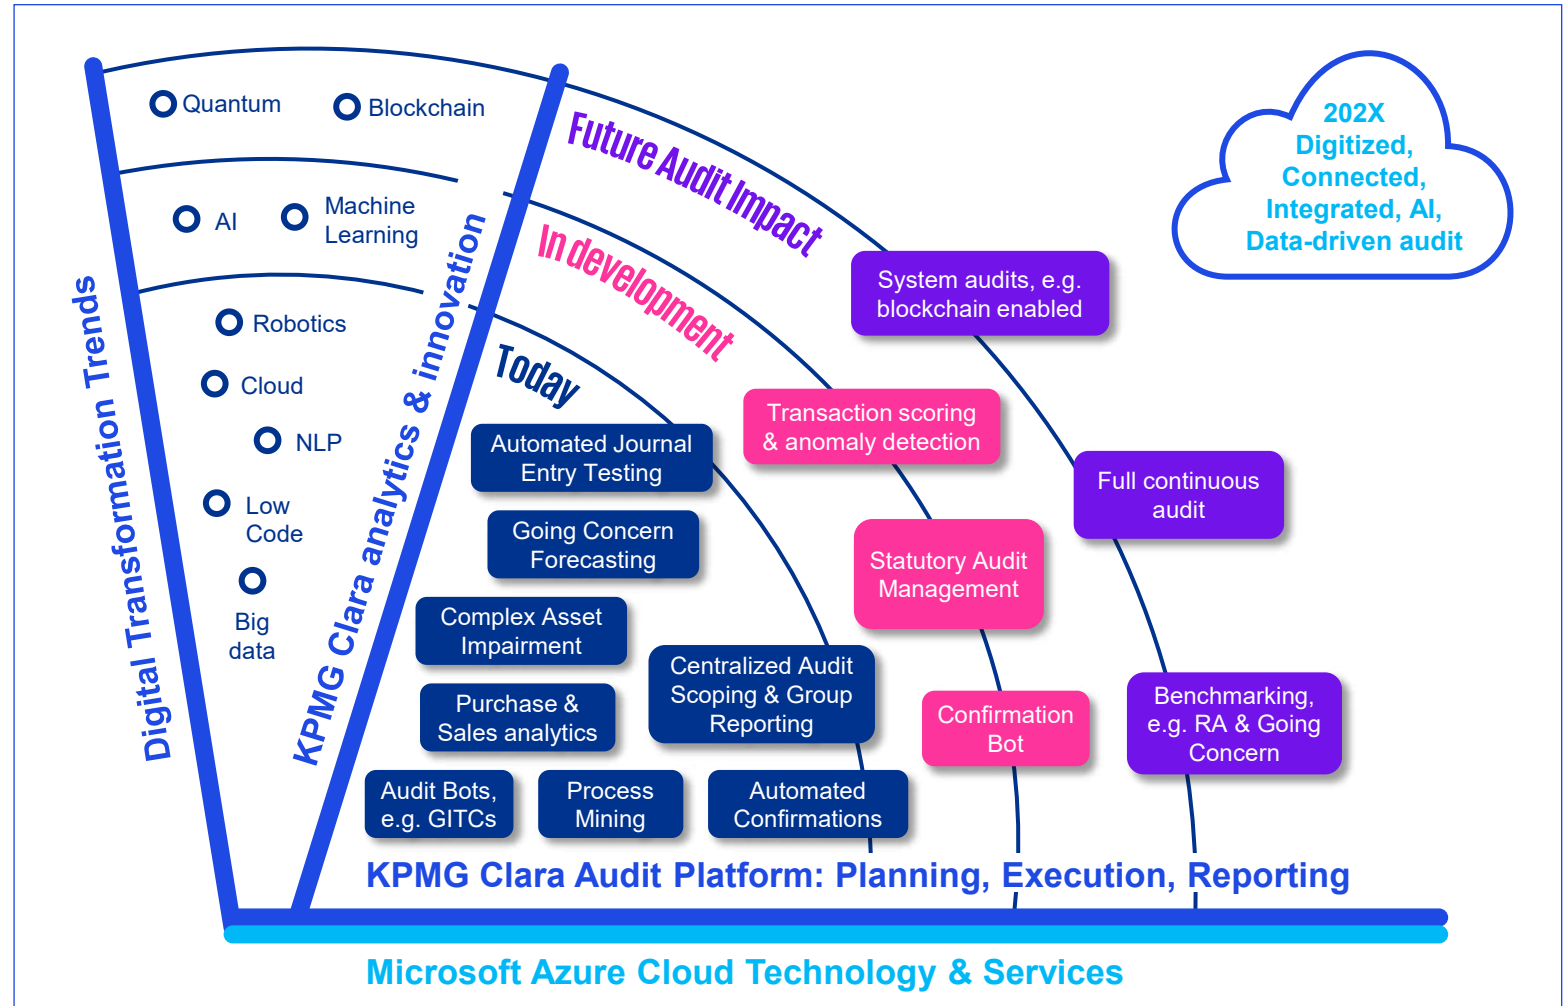 Quantum
Blockchain
AI
Machine
Learning
Robotics
Cloud
NLP
Low
Code
Big
data
Digital Transformation Trends
KPMG Clara analytics & innovation
Future Audit Impact
In development
Today
202X
Digitized,
Connected,
Integrated, AI,
Data-driven audit
System audits, e.g.
blockchain enabled
Transaction scoring
& anomaly detection
Full continuous
audit
Automated Journal
Entry Testing
Going Concern
Forecasting
Statutory Audit
Management
Complex Asset
Impairment
Centralized Audit
Scoping & Group
Reporting
Purchase &
Sales analytics
Confirmation
Bot
Benchmarking,
e.g. RA & Going
Concern
Audit Bots,
e.g. GITCs
Process
Mining
Automated
Confirmations
KPMG Clara Audit Platform: Planning, Execution, Reporting
Microsoft Azure Cloud Technology & Services